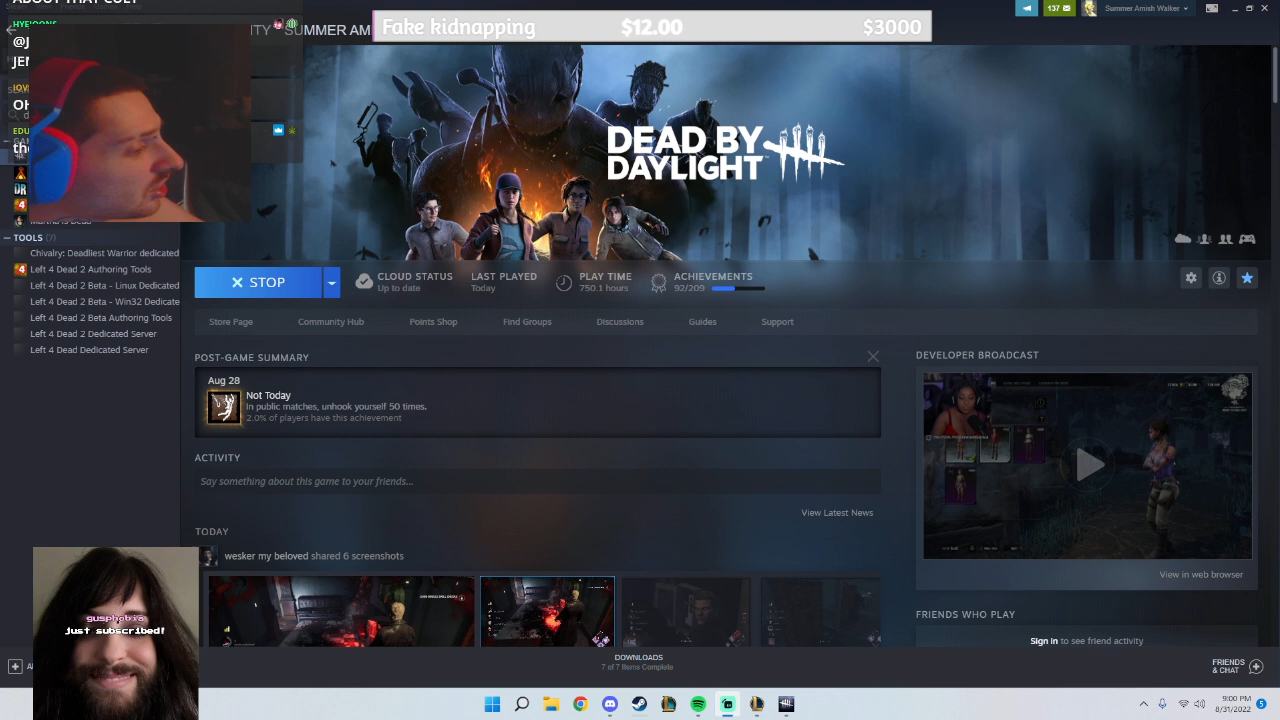 ABOUT THAT CULT
HYPEONS
Fake kidnapping $12.00 $3000
137
Summer Amish Walker
SUMMER AM
DEAD BY
DAYLIGHT
TOOLS (7)
Chivalry: Deadliest Warrior dedicated
Left 4 Dead 2 Authoring Tools
Left 4 Dead 2 Beta - Linux Dedicated
Left 4 Dead 2 Beta - Win32 Dedicate
Left 4 Dead 2 Beta Authoring Tools
Left 4 Dead 2 Dedicated Server
Left 4 Dead Dedicated Server
STOP
CLOUD STATUS
Up to date
LAST PLAYED
Today
PLAY TIME
750.1 hours
ACHIEVEMENTS
92/209
Store Page Community Hub Points Shop Find Groups Discussions Guides Support
POST-GAME SUMMARY
Aug 28
Not Today
In public matches, unhook yourself 50 times.
2.0% of players have this achievement
ACTIVITY
Say something about this game to your friends...
View Latest News
TODAY
wesker my beloved shared 6 screenshots
DEVELOPER BROADCAST
View in web browser
FRIENDS WHO PLAY
Sign in to see friend activity
gusphobia
just subscribed!
DOWNLOADS
7 of 7 Items Complete
FRIENDS
& CHAT
9:00 PM
8/31/2022
5